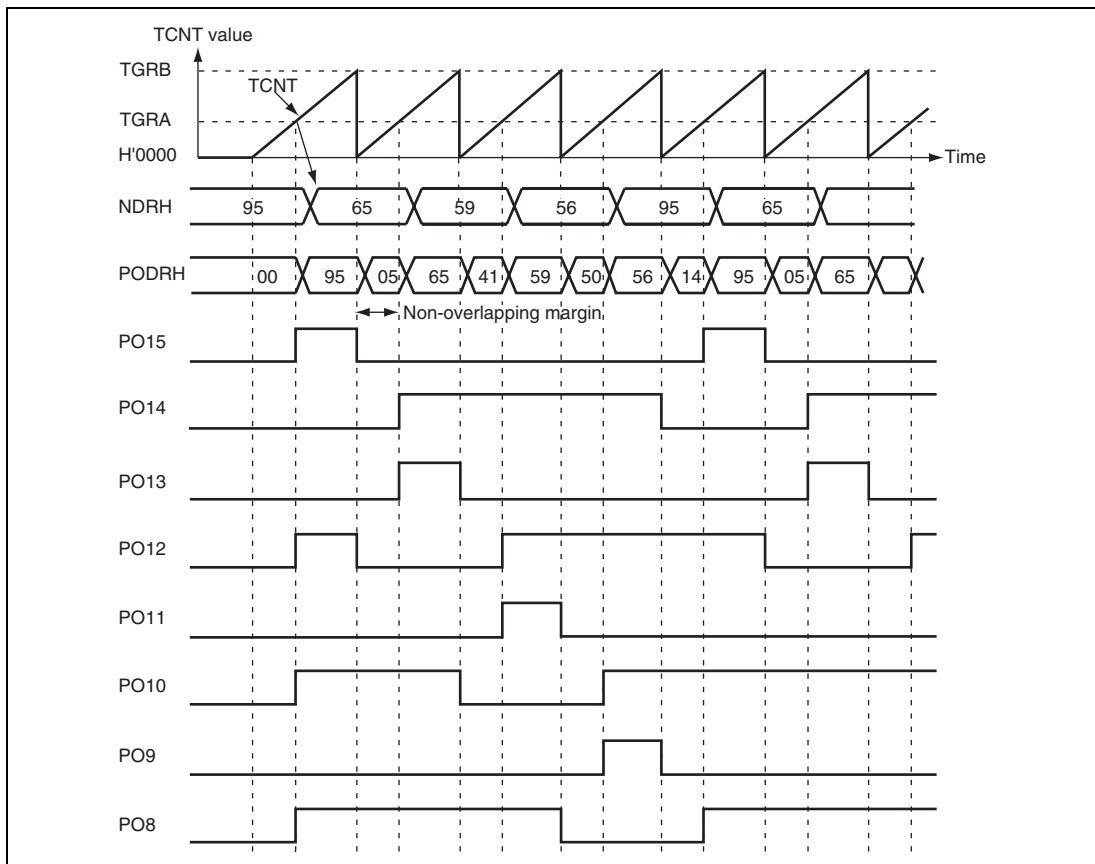 TCNT value
TGRB
TCNT
TGRA
H'0000
Time
NDRH 95 65 59 56 95 65
PODRH 00 95 05 65 41 59 50 56 14 95 05 65
Non-overlapping margin
PO15
PO14
PO13
PO12
PO11
PO10
PO9
PO8